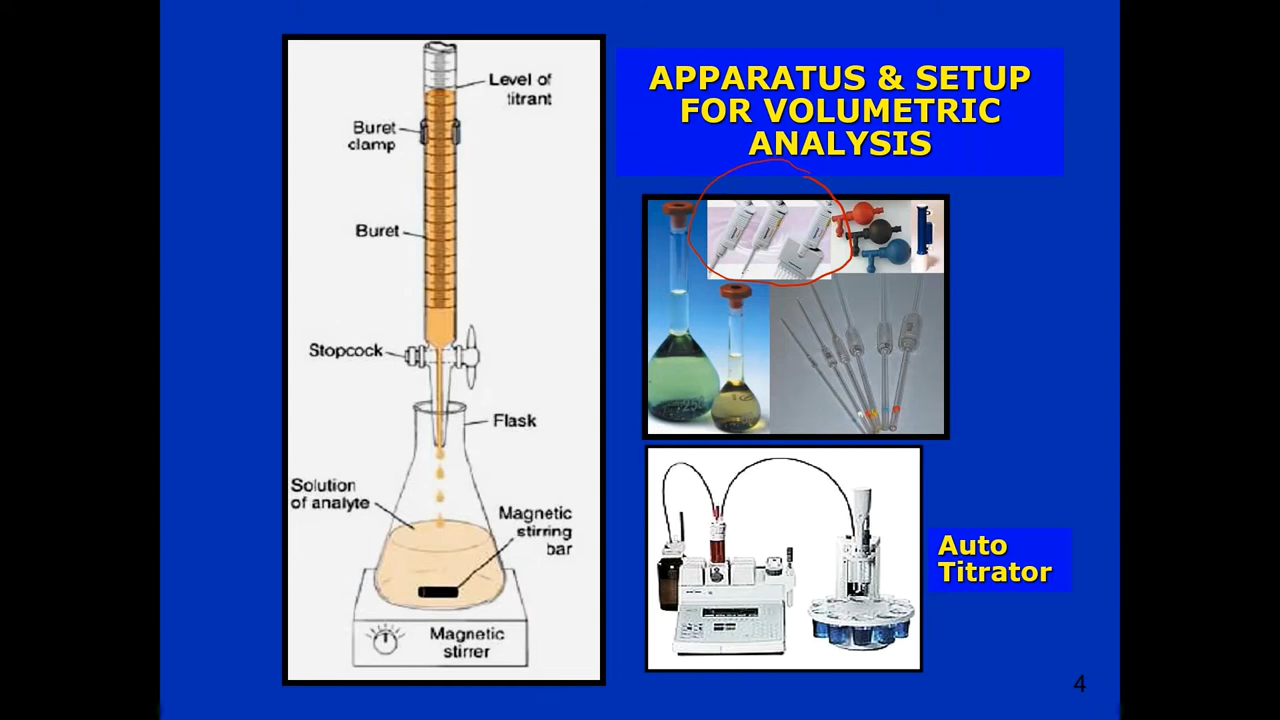 APPARATUS & SETUP
FOR VOLUMETRIC
ANALYSIS
Level of
titrant
Buret
clamp
Buret
Stopcock
Flask
Solution
of analyte
Magnetic
stirring
bar
Magnetic
stirrer
Auto
Titrator
4